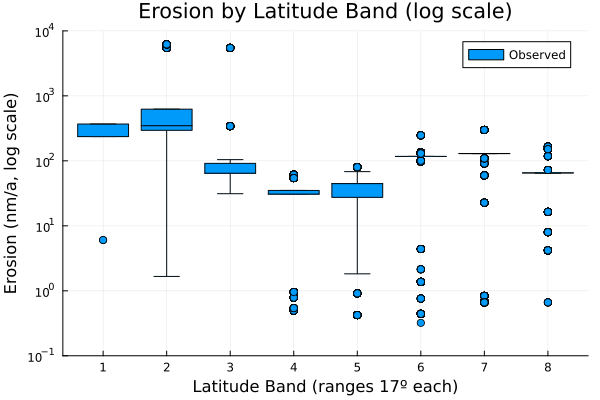 Erosion by Latitude Band (log scale)
Observed
Erosion (nm/a, log scale)
10⁴
10³
10²
10¹
10⁰
10⁻¹
1 2 3 4 5 6 7 8
Latitude Band (ranges 17º each)